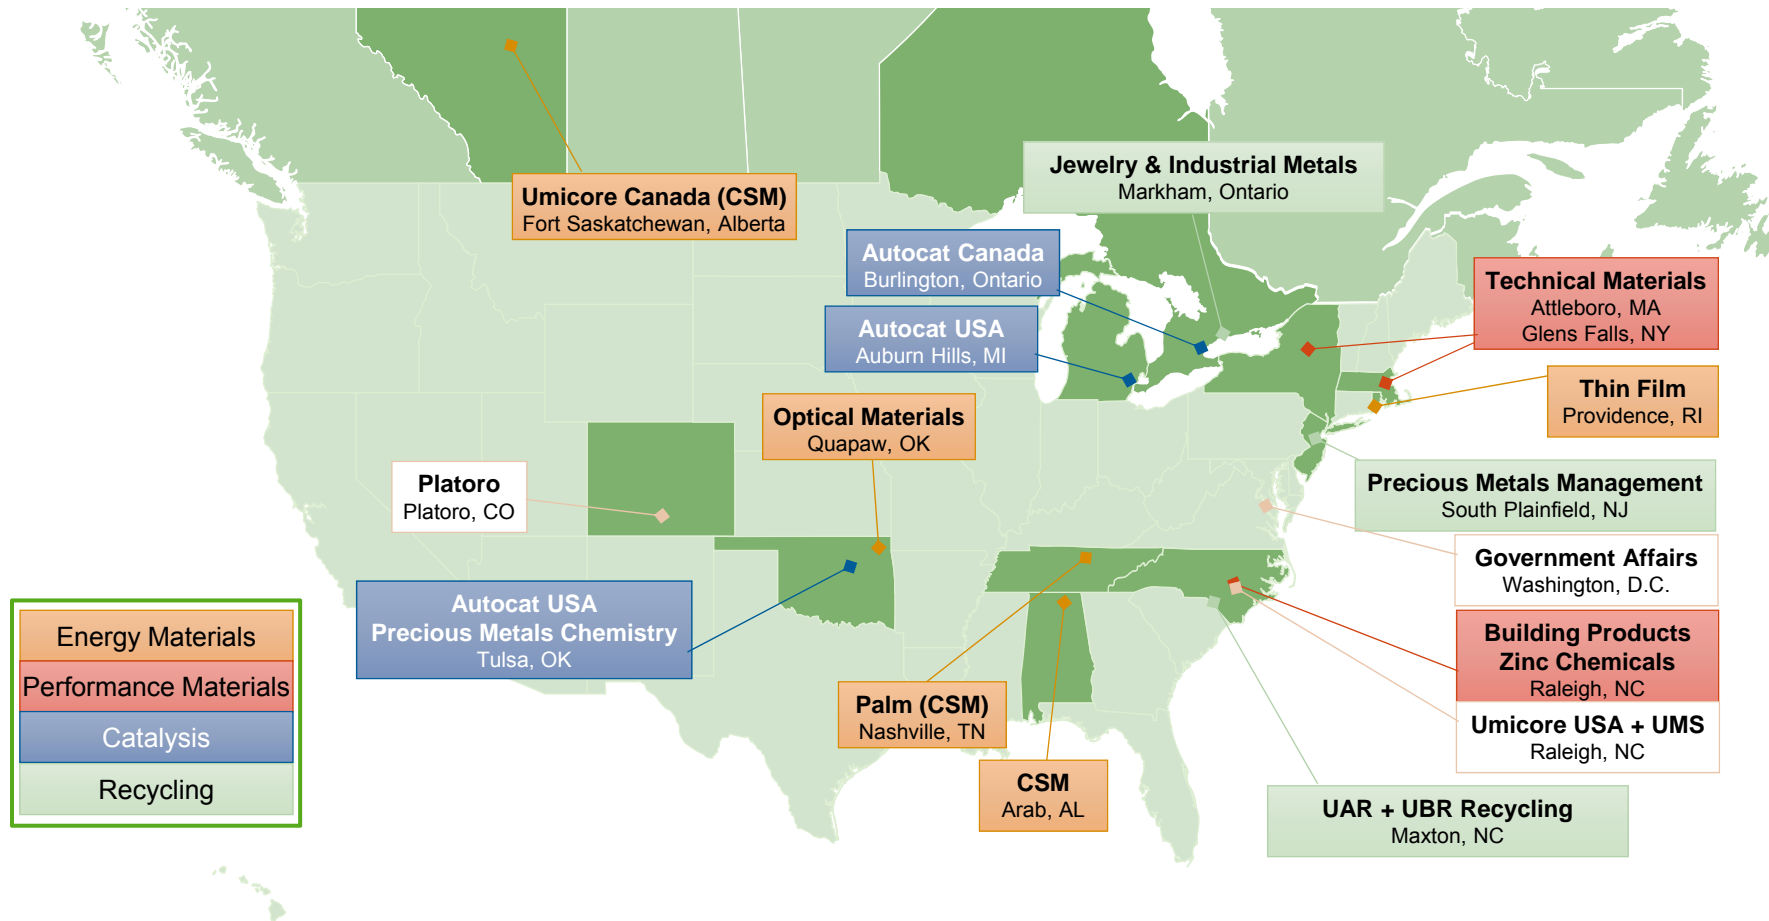 Jewelry & Industrial Metals
Markham, Ontario
Umicore Canada (CSM)
Fort Saskatchewan, Alberta
Autocat Canada
Burlington, Ontario
Technical Materials
Attleboro, MA
Glens Falls, NY
Autocat USA
Auburn Hills, MI
Thin Film
Providence, RI
Optical Materials
Quapaw, OK
Platoro
Platoro, CO
Precious Metals Management
South Plainfield, NJ
Government Affairs
Washington, D.C.
Autocat USA
Precious Metals Chemistry
Tulsa, OK
Building Products
Zinc Chemicals
Raleigh, NC
Palm (CSM)
Nashville, TN
Umicore USA + UMS
Raleigh, NC
CSM
Arab, AL
UAR + UBR Recycling
Maxton, NC
Energy Materials
Performance Materials
Catalysis
Recycling